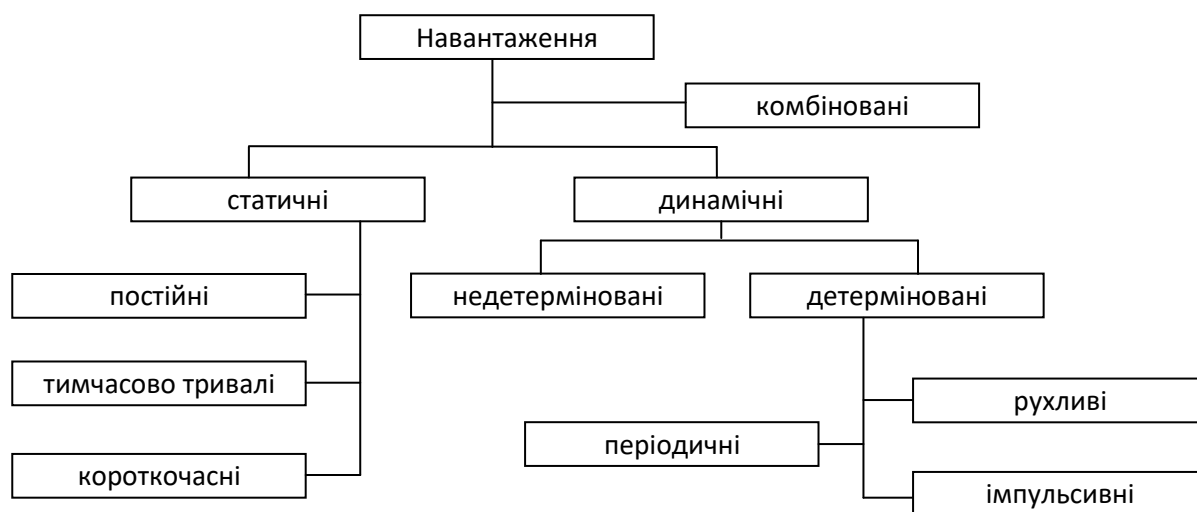 Навантаження
комбіновані
статичні
динамічні
постійні
недетерміновані
детерміновані
тимчасово тривалі
рухливі
періодичні
короткочасні
імпульсивні